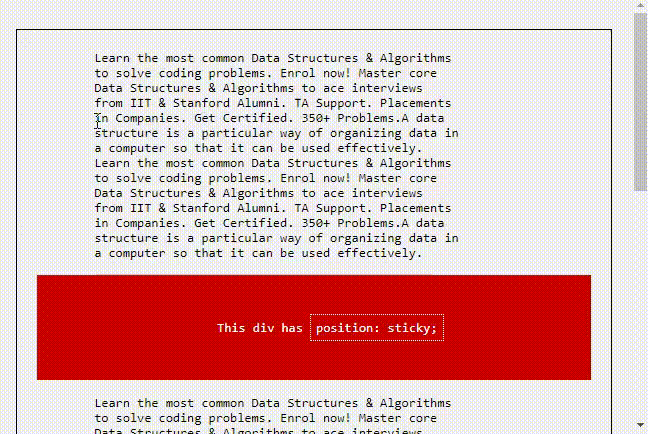 Learn the most common Data Structures & Algorithms
to solve coding problems. Enrol now! Master core
Data Structures & Algorithms to ace interviews
from IIT & Stanford Alumni. TA Support. Placements
in Companies. Get Certified. 350+ Problems.A data
structure is a particular way of organizing data in
a computer so that it can be used effectively.
Learn the most common Data Structures & Algorithms
to solve coding problems. Enrol now! Master core
Data Structures & Algorithms to ace interviews
from IIT & Stanford Alumni. TA Support. Placements
in Companies. Get Certified. 350+ Problems.A data
structure is a particular way of organizing data in
a computer so that it can be used effectively.
This div has position: sticky;
Learn the most common Data Structures & Algorithms
to solve coding problems. Enrol now! Master core
Data Structures & Algorithms to ace interviews